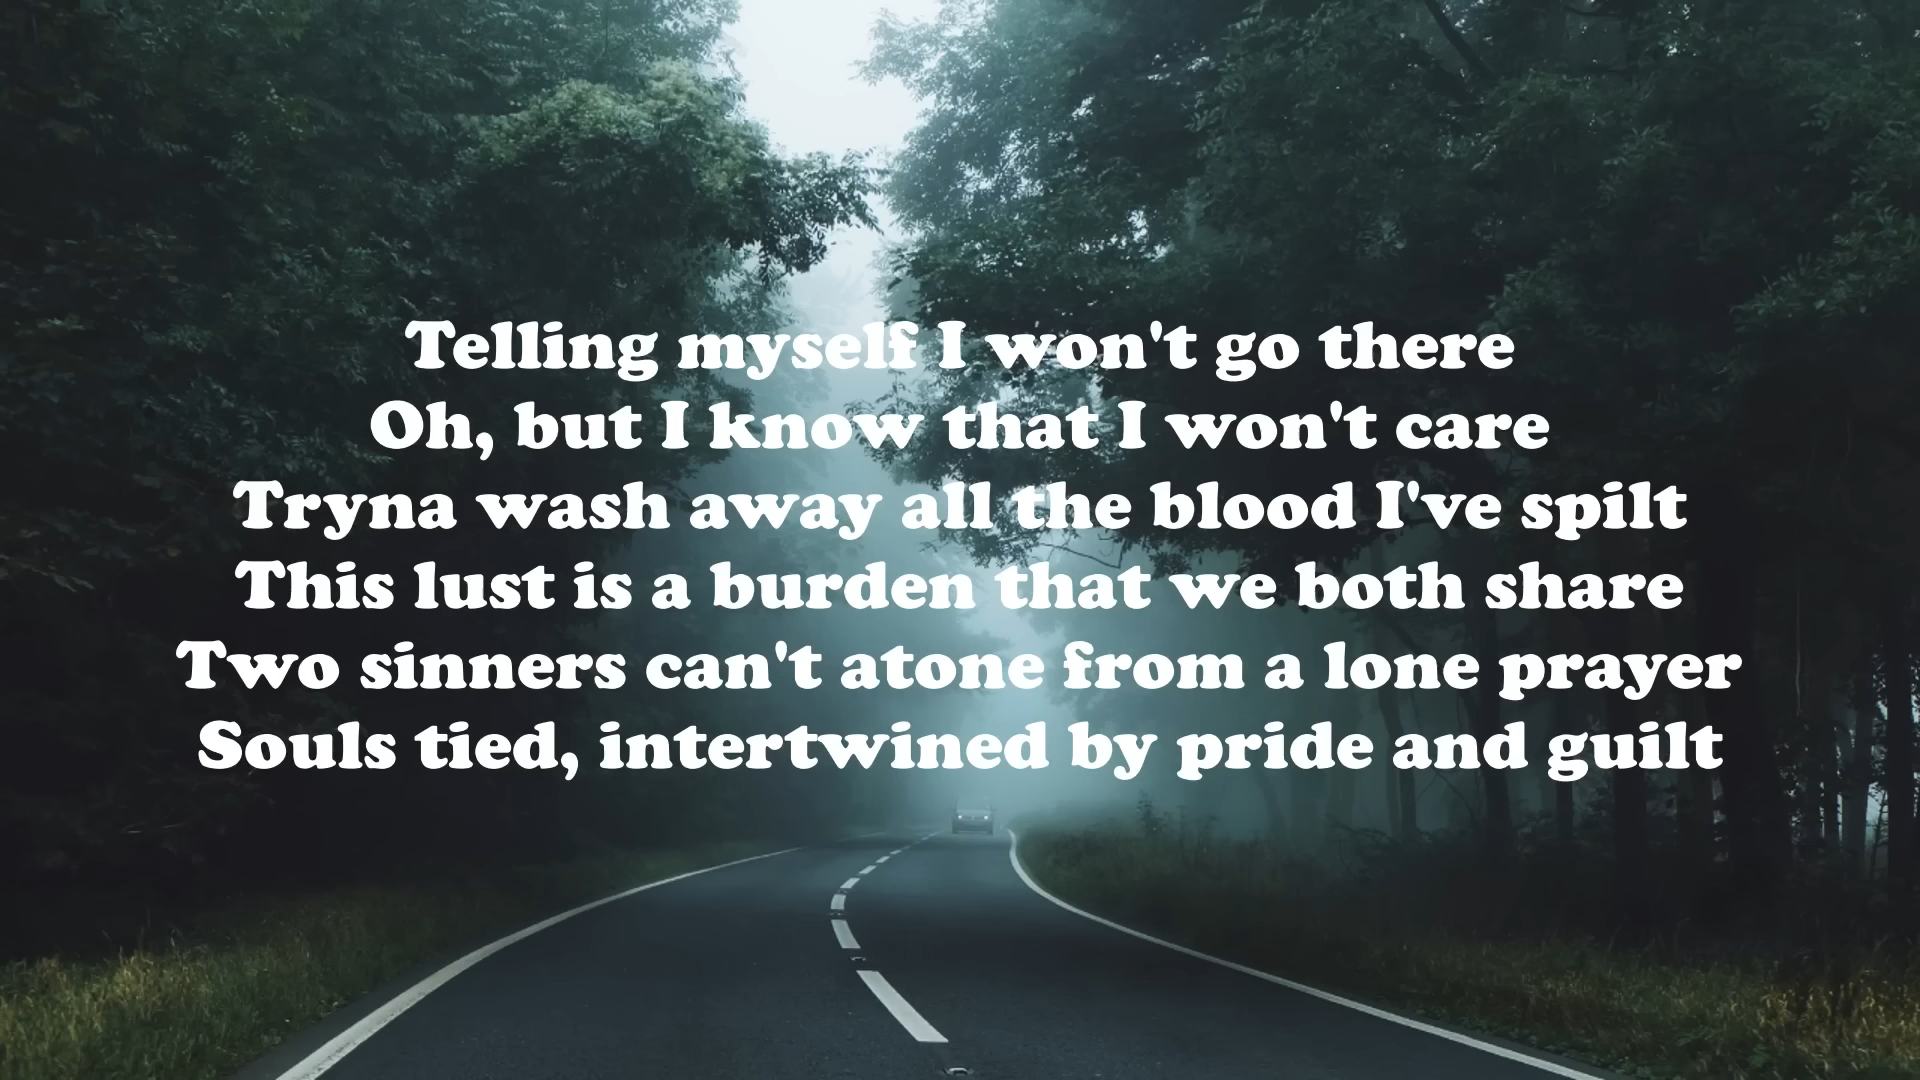 Telling myself I won't go there
Oh, but I know that I won't care
Tryna wash away all the blood I've spilt
This lust is a burden that we both share
Two sinners can't atone from a lone prayer
Souls tied, intertwined by pride and guilt